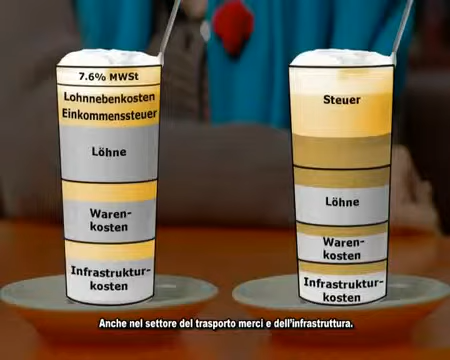 7.6% MWSt
Lohnnebenkosten
Einkommenssteuer
Löhne
Waren-
kosten
Infrastruktur-
kosten
Steuer
Löhne
Waren-
kosten
Infrastruktur-
kosten
Anche nel settore del trasporto merci e dell'infrastruttura.